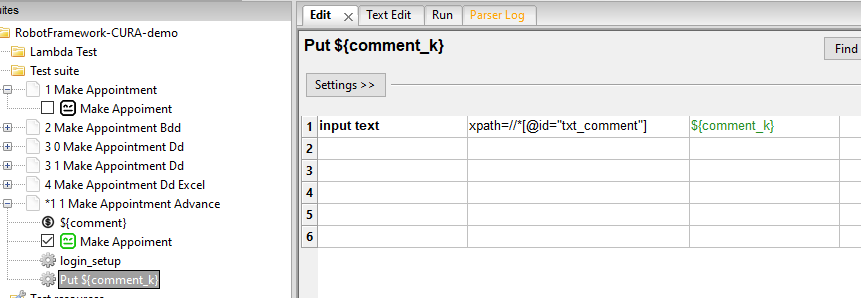 uites
RobotFramework-CURA-demo
Lambda Test
Test suite
1 Make Appointment
Make Appoiment
2 Make Appointment Bdd
3 0 Make Appointment Dd
3 1 Make Appointment Dd
4 Make Appointment Dd Excel
*1 1 Make Appointment Advance
${comment}
Make Appoiment
login_setup
Put ${comment_k}
Test resources
Edit Text Edit Run Parser Log
Put ${comment_k}
Find
Settings >>
1 input text xpath=//*[@id="txt_comment"] ${comment_k}
2
3
4
5
6